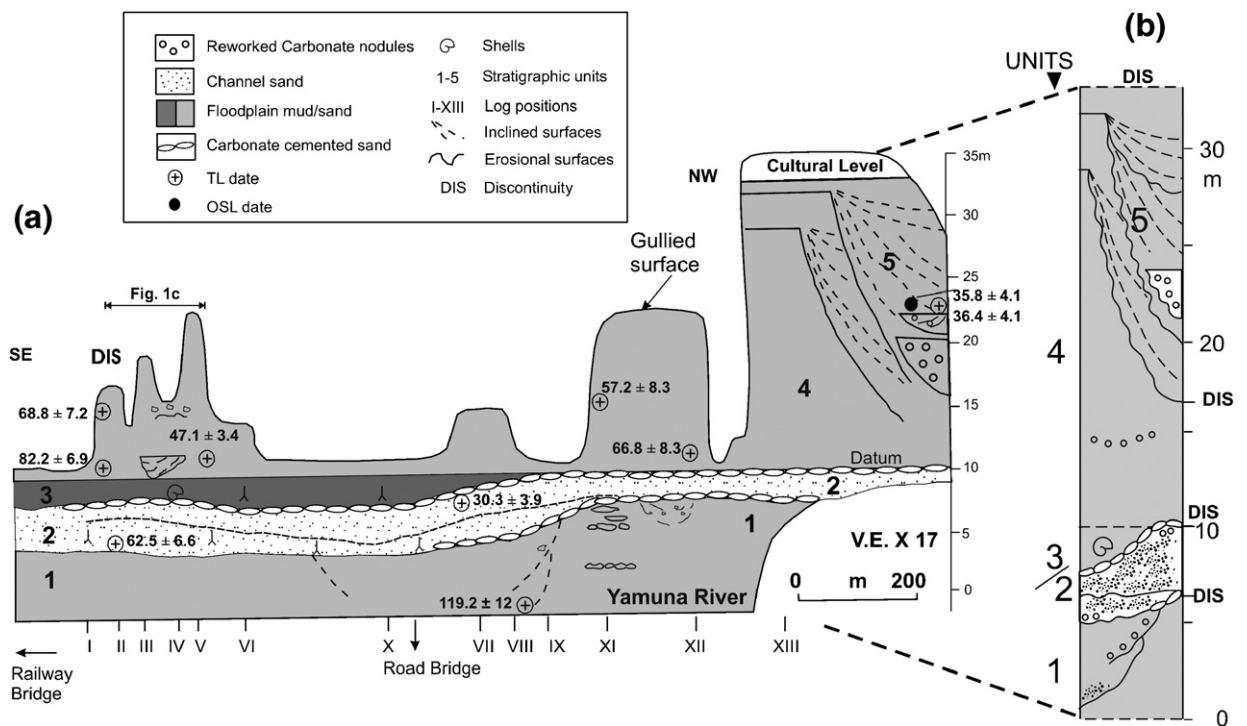 Reworked Carbonate nodules
Channel sand
Floodplain mud/sand
Carbonate cemented sand
TL date
OSL date
Shells
1-5 Stratigraphic units
I-XIII Log positions
Inclined surfaces
Erosional surfaces
DIS Discontinuity
(b)
UNITS
DIS
30
m
5
4
20
DIS
DIS
10
3
2
DIS
1
0
(a)
NW
Cultural Level
35m
30
25
20
15
10
5
0
Gullied
surface
Fig. 1c
SE
DIS
5
35.8 ± 4.1
36.4 ± 4.1
57.2 ± 8.3
68.8 ± 7.2
4
47.1 ± 3.4
66.8 ± 8.3
82.2 ± 6.9
Datum
3
2
30.3 ± 3.9
2
62.5 ± 6.6
1
V.E. X 17
1
0 m 200
119.2 ± 12
Yamuna River
I II III IV V VI X VII VIII IX XI XII XIII
Railway
Bridge
Road Bridge